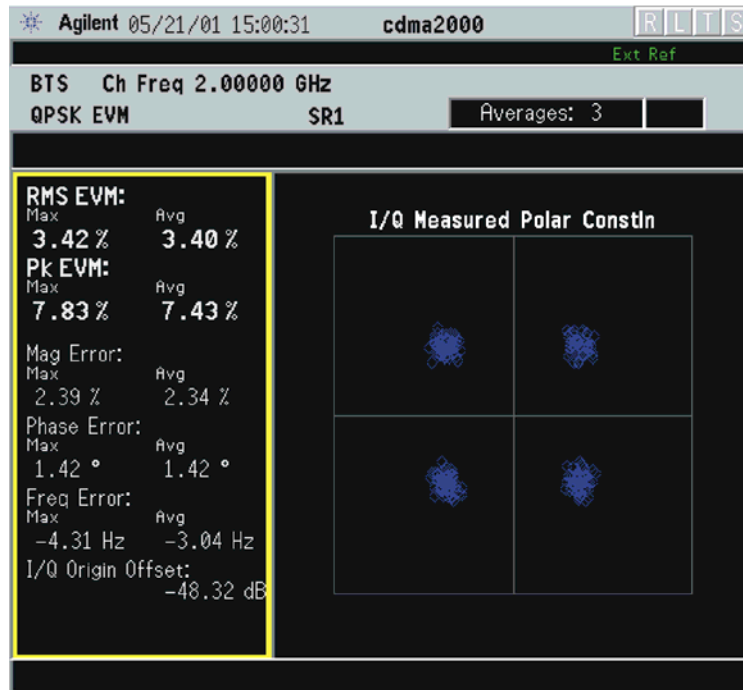 Agilent 05/21/01 15:00:31 cdma2000 R L T S
Ext Ref
BTS Ch Freq 2.00000 GHz
QPSK EVM SR1 Averages: 3
RMS EVM:
Max Avg
3.42 % 3.40 %
Pk EVM:
Max Avg
7.83 % 7.43 %
Mag Error:
Max Avg
2.39 % 2.34 %
Phase Error:
Max Avg
1.42 ° 1.42 °
Freq Error:
Max Avg
-4.31 Hz -3.04 Hz
I/Q Origin Offset:
-48.32 dB
I/Q Measured Polar Constln